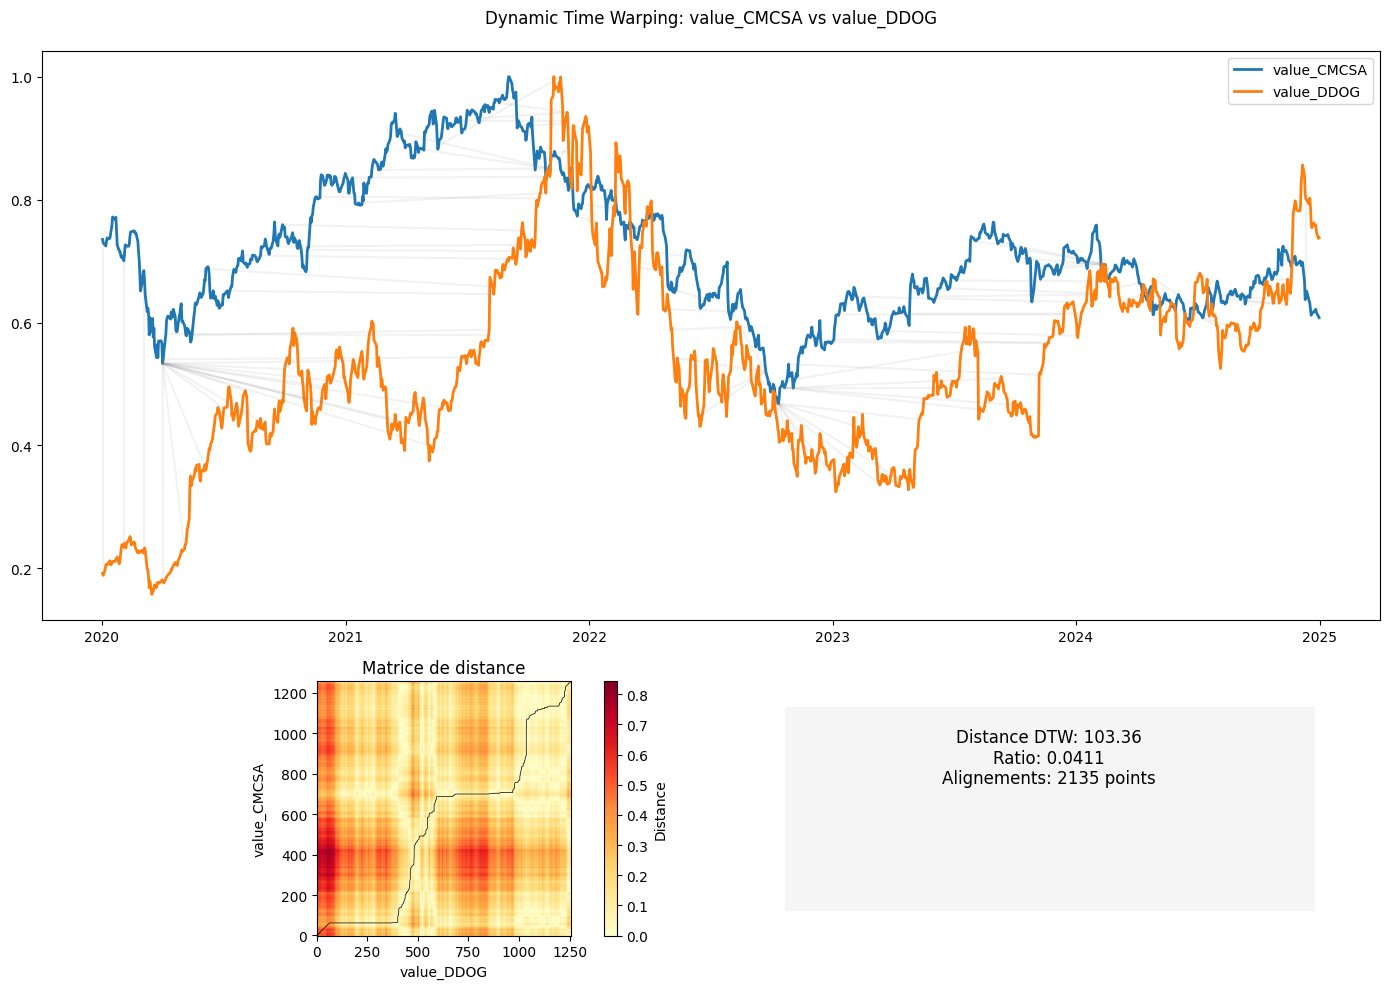 Dynamic Time Warping: value_CMCSA vs value_DDOG
value_CMCSA
value_DDOG
1.0
0.8
0.6
0.4
0.2
2020 2021 2022 2023 2024 2025
Matrice de distance
value_CMCSA
1200
1000
800
600
400
200
0
0 250 500 750 1000 1250
value_DDOG
0.8
0.7
0.6
0.5
0.4
0.3
0.2
0.1
0.0
Distance
Distance DTW: 103.36
Ratio: 0.0411
Alignements: 2135 points